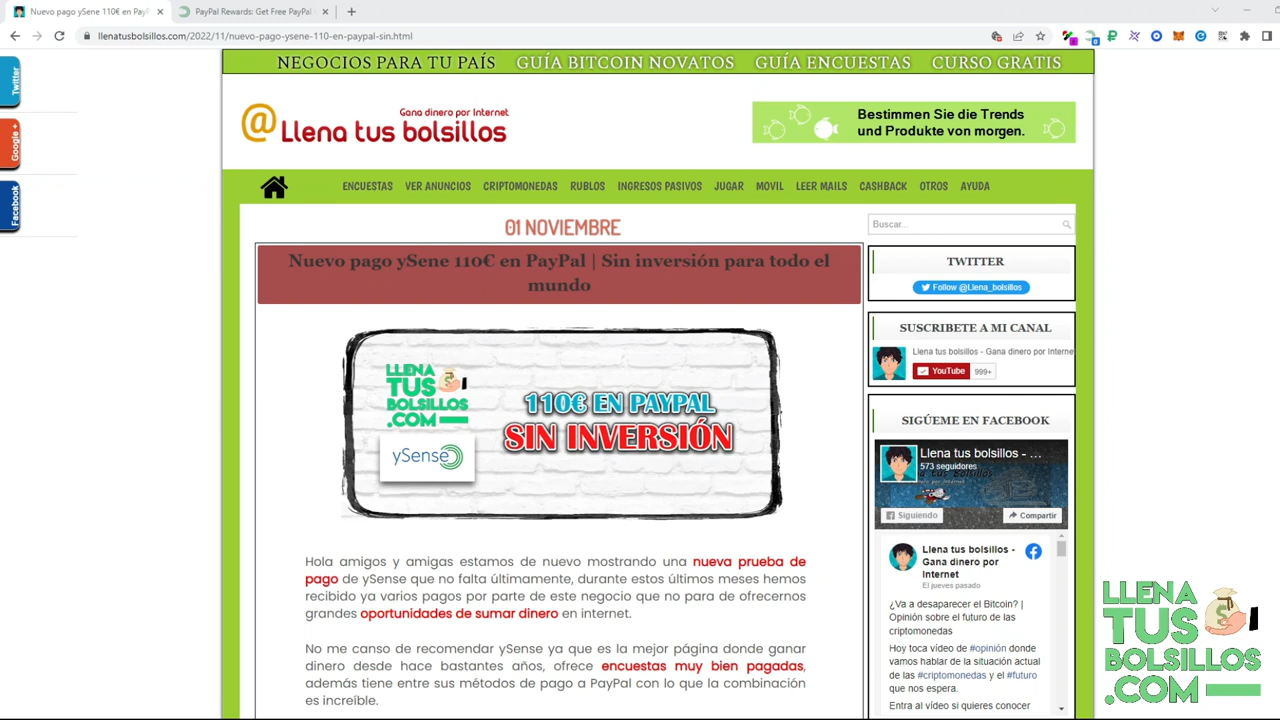 Nuevo pago ySene 110€ en PayP
PayPal Rewards: Get Free PayPal
llenatusbolsillos.com/2022/11/nuevo-pago-ysene-110-en-paypal-sin.html
Twitter
Google +
Facebook
NEGOCIOS PARA TU PAÍS GUÍA BITCOIN NOVATOS GUÍA ENCUESTAS CURSO GRATIS
Gana dinero por Internet
@ Llena tus bolsillos
Bestimmen Sie die Trends
und Produkte von morgen.
ENCUESTAS VER ANUNCIOS CRIPTOMONEDAS RUBLOS INGRESOS PASIVOS JUGAR MOVIL LEER MAILS CASHBACK OTROS AYUDA
01 NOVIEMBRE
Nuevo pago ySene 110€ en PayPal | Sin inversión para todo el
mundo
LLENA
TUS
BOLSILLOS
.COM
ySense
110€ EN PAYPAL
SIN INVERSIÓN
Hola amigos y amigas estamos de nuevo mostrando una nueva prueba de
pago de ySense que no falta últimamente, durante estos últimos meses hemos
recibido ya varios pagos por parte de este negocio que no para de ofrecernos
grandes oportunidades de sumar dinero en internet.
No me canso de recomendar ySense ya que es la mejor página donde ganar
dinero desde hace bastantes años, ofrece encuestas muy bien pagadas,
además tiene entre sus métodos de pago a PayPal con lo que la combinación
es increíble.
Buscar...
TWITTER
Follow @Llena_bolsillos
SUSCRIBETE A MI CANAL
Llena tus bolsillos - Gana dinero por Interne
YouTube 999+
SIGÚEME EN FACEBOOK
Llena tus bolsillos - ...
573 seguidores
Siguiendo
Compartir
Llena tus bolsillos -
Gana dinero por
Internet
El jueves pasado
¿Va a desaparecer el Bitcoin? |
Opinión sobre el futuro de las
criptomonedas
Hoy toca vídeo de #opinión donde
vamos hablar de la situación actual
de las #criptomonedas y el #futuro
que nos espera.
Entra al vídeo si quieres conocer
LLENA
TUS
BOLSILLOS
.COM